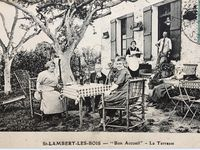 St-LAMBERT-LES-BOIS — "Bon Accueil" — La Terrasse